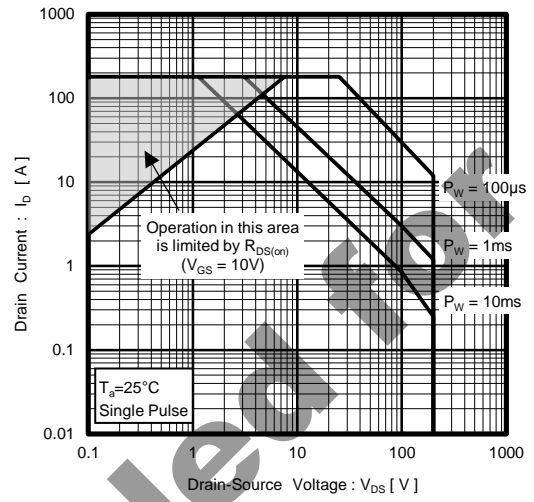 1000
100
10
1
0.1
0.01
Drain Current : I_D [ A ]
Operation in this area
is limited by R_DS(on)
(V_GS = 10V)
P_W = 100µs
P_W = 1ms
P_W = 10ms
T_a=25°C
Single Pulse
0.1
1
10
100
1000
Drain-Source Voltage : V_DS [ V ]
for